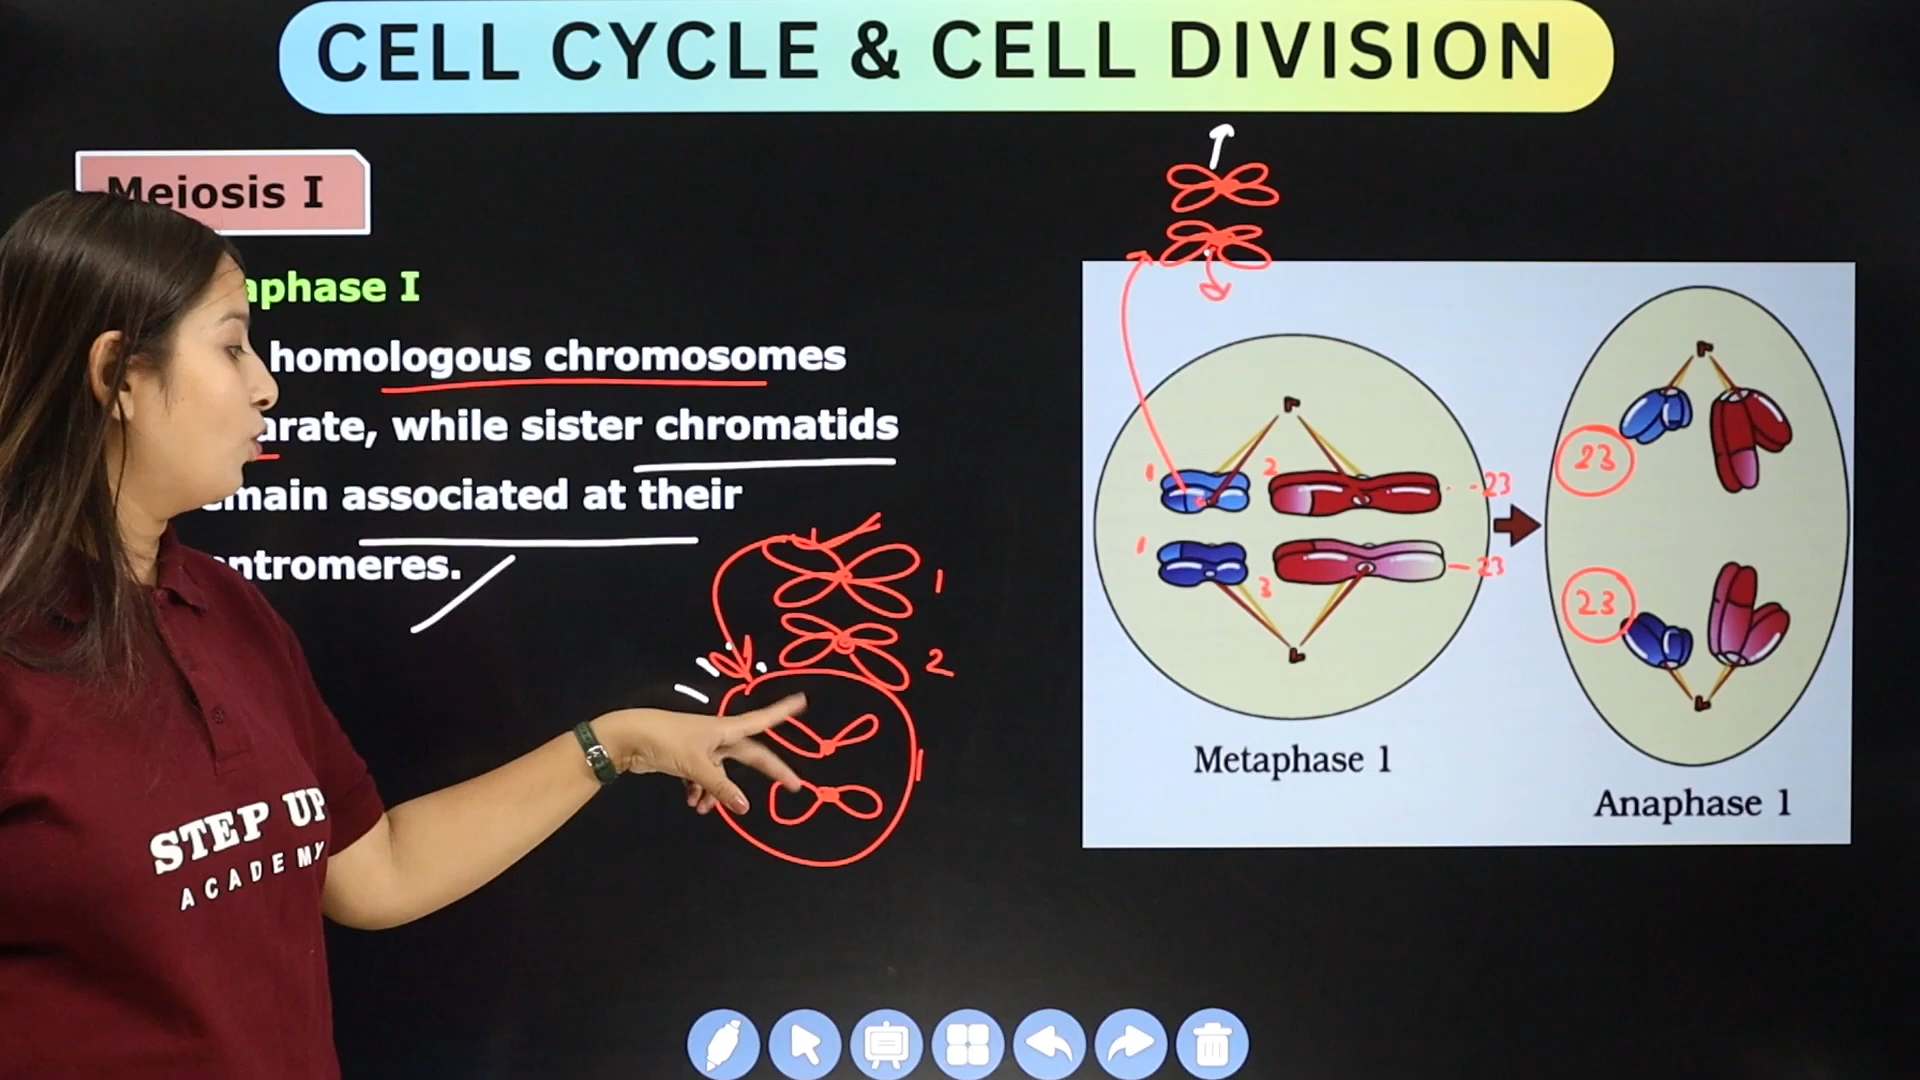 CELL CYCLE & CELL DIVISION
Meiosis I
aphase I
homologous chromosomes
arate, while sister chromatids
main associated at their
ntromeres.
1
2
1
2
23
1
3
23
23
23
Metaphase 1
Anaphase 1
STEP UP
ACADEMY